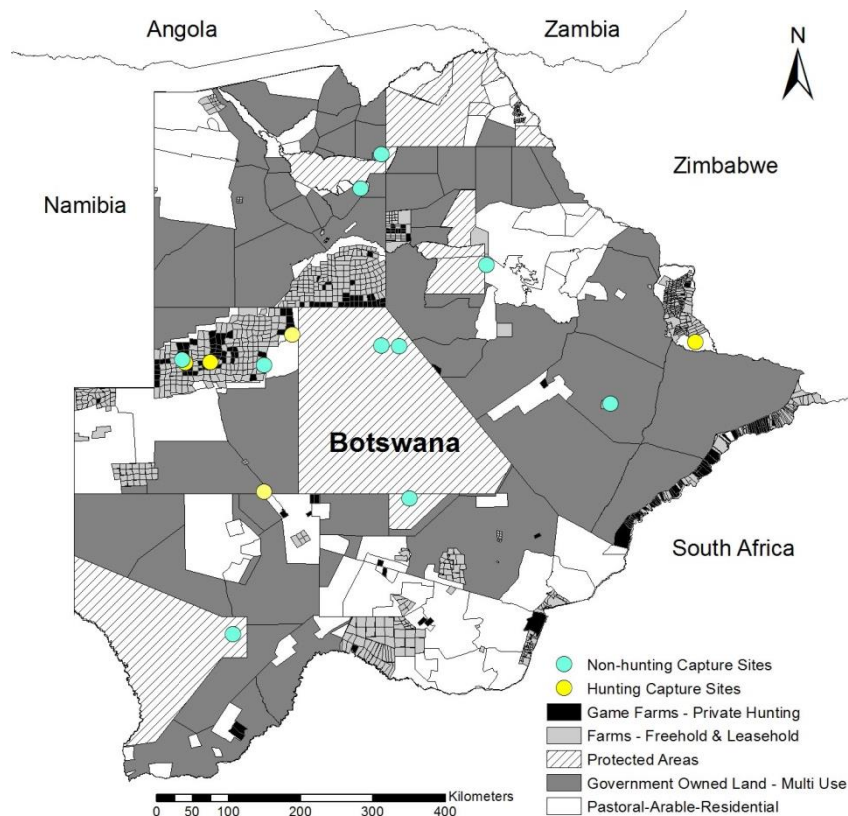 Angola
Zambia
N
Zimbabwe
Namibia
Botswana
South Africa
Non-hunting Capture Sites
Hunting Capture Sites
Game Farms - Private Hunting
Farms - Freehold & Leasehold
Protected Areas
Government Owned Land - Multi Use
Pastoral-Arable-Residential
Kilometers
0 50 100 200 300 400